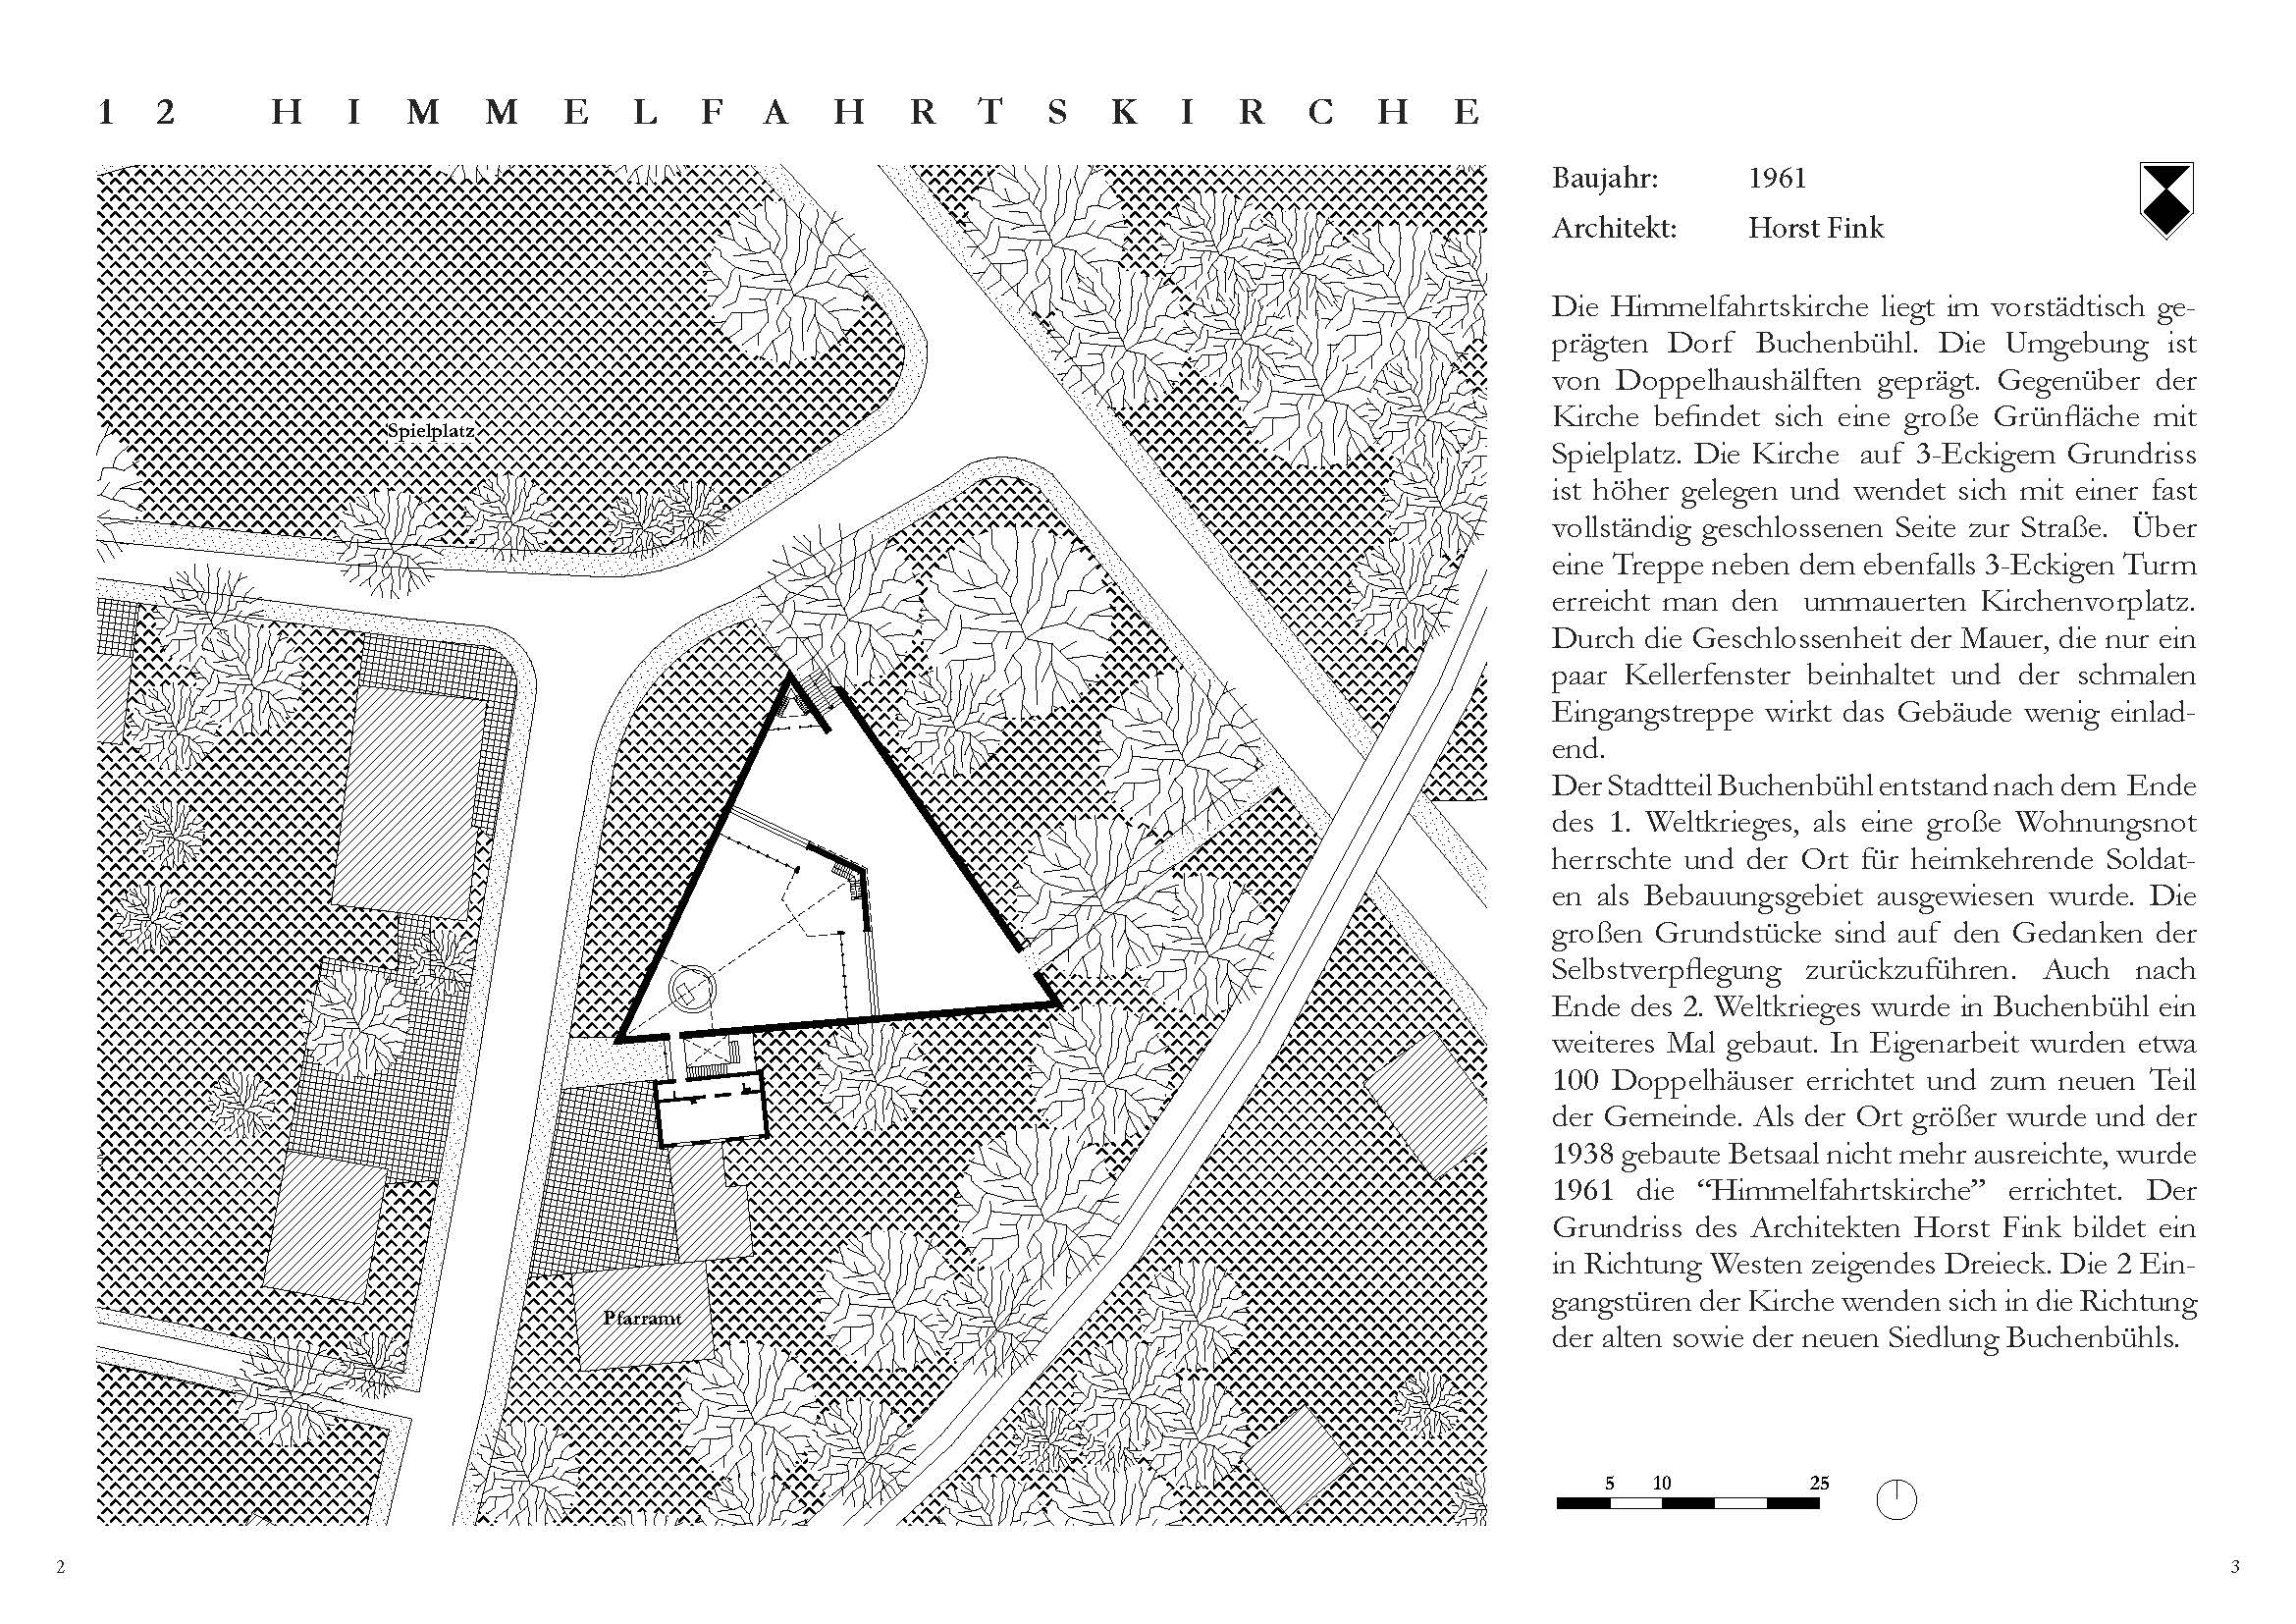 12 HIMMELFAHRTSKIRCHE
Spielplatz
Pfarramt
Baujahr: 1961
Architekt: Horst Fink
Die Himmelfahrtskirche liegt im vorstädtisch ge-
prägten Dorf Buchenbühl. Die Umgebung ist
von Doppelhaushälften geprägt. Gegenüber der
Kirche befindet sich eine große Grünfläche mit
Spielplatz. Die Kirche auf 3-Eckigem Grundriss
ist höher gelegen und wendet sich mit einer fast
vollständig geschlossenen Seite zur Straße. Über
eine Treppe neben dem ebenfalls 3-Eckigen Turm
erreicht man den ummauerten Kirchenvorplatz.
Durch die Geschlossenheit der Mauer, die nur ein
paar Kellerfenster beinhaltet und der schmalen
Eingangstreppe wirkt das Gebäude wenig einlad-
end.
Der Stadtteil Buchenbühl entstand nach dem Ende
des 1. Weltkrieges, als eine große Wohnungsnot
herrschte und der Ort für heimkehrende Soldat-
en als Bebauungsgebiet ausgewiesen wurde. Die
großen Grundstücke sind auf den Gedanken der
Selbstverpflegung zurückzuführen. Auch nach
Ende des 2. Weltkrieges wurde in Buchenbühl ein
weiteres Mal gebaut. In Eigenarbeit wurden etwa
100 Doppelhäuser errichtet und zum neuen Teil
der Gemeinde. Als der Ort größer wurde und der
1938 gebaute Betsaal nicht mehr ausreichte, wurde
1961 die “Himmelfahrtskirche” errichtet. Der
Grundriss des Architekten Horst Fink bildet ein
in Richtung Westen zeigendes Dreieck. Die 2 Ein-
gangstüren der Kirche wenden sich in die Richtung
der alten sowie der neuen Siedlung Buchenbühls.
5 10 25
2
3